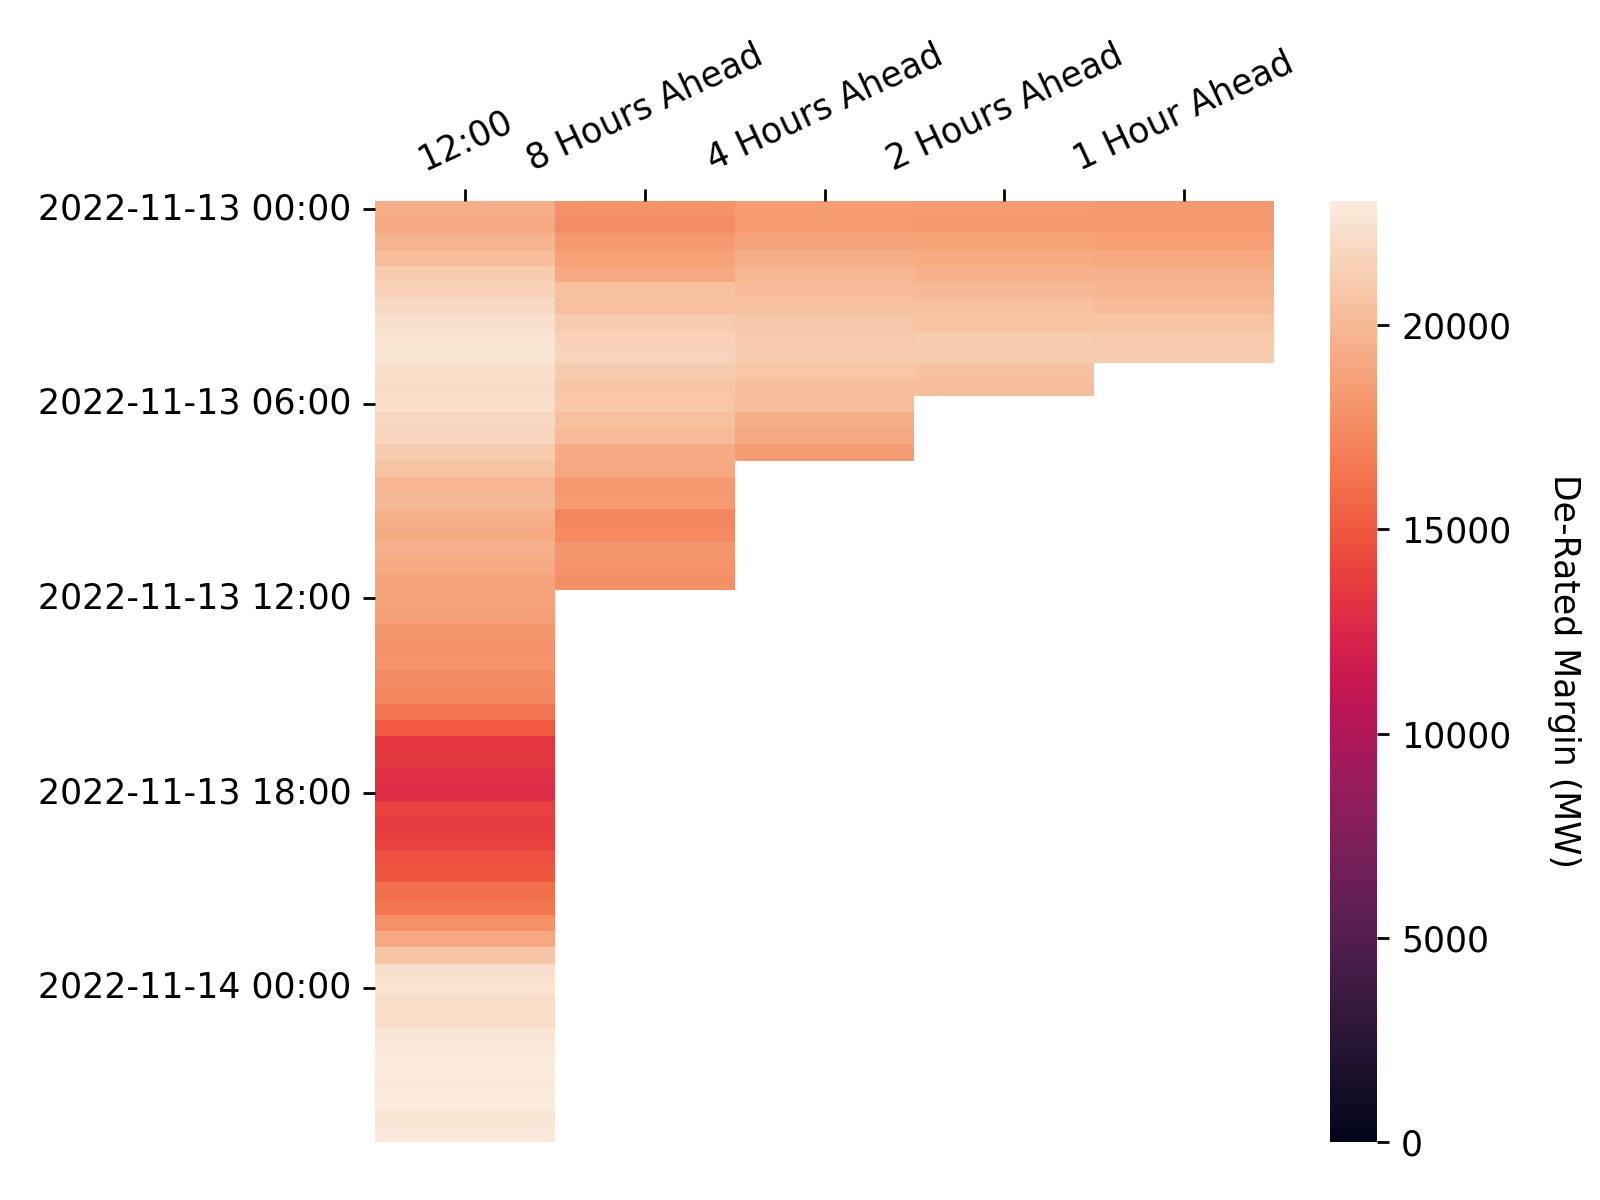 12:00
8 Hours Ahead
4 Hours Ahead
2 Hours Ahead
1 Hour Ahead
2022-11-13 00:00
2022-11-13 06:00
2022-11-13 12:00
2022-11-13 18:00
2022-11-14 00:00
20000
15000
10000
5000
0
De-Rated Margin (MW)